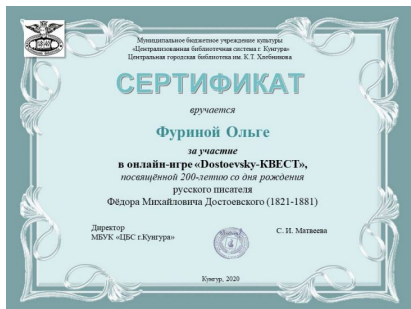 Муниципальное бюджетное учреждение культуры
«Централизованная библиотечная система г. Кунгура»
Центральная городская библиотека им. К.Т. Хлебникова
СЕРТИФИКАТ
вручается
Фуриной Ольге
за участие
в онлайн-игре «Dostoevsky-КВЕСТ»,
посвящённой 200-летию со дня рождения
русского писателя
Фёдора Михайловича Достоевского (1821-1881)
Директор
МБУК «ЦБС г.Кунгура»
С. И. Матвеева
Кунгур, 2020